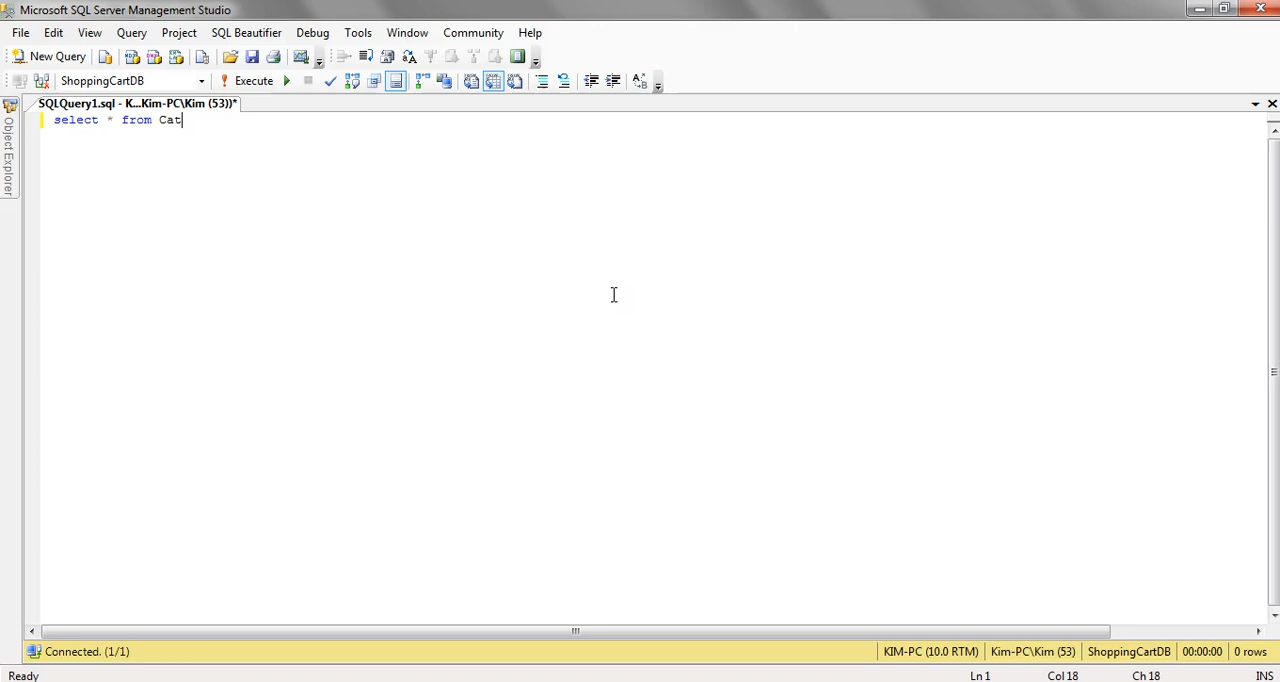 Microsoft SQL Server Management Studio
File Edit View Query Project SQL Beautifier Debug Tools Window Community Help
New Query
ShoppingCartDB Execute
SQLQuery1.sql - K...Kim-PC\Kim (53))*
select * from Cat
Object Explorer
Connected. (1/1) KIM-PC (10.0 RTM) Kim-PC\Kim (53) ShoppingCartDB 00:00:00 0 rows
Ready Ln 1 Col 18 Ch 18 INS